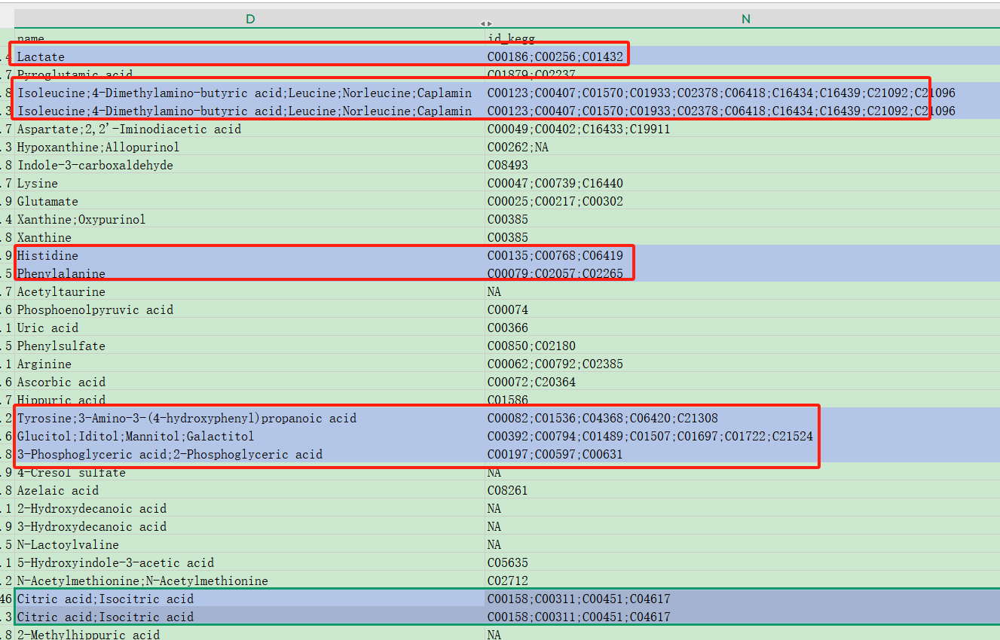 D N
name id_kegg
.4 Lactate C00186;C00256;C01432
.7 Pyroglutamic acid C01879;C02237
.8 Isoleucine;4-Dimethylamino-butyric acid;Leucine;Norleucine;Caplamin C00123;C00407;C01570;C01933;C02378;C06418;C16434;C16439;C21092;C21096
.3 Isoleucine;4-Dimethylamino-butyric acid;Leucine;Norleucine;Caplamin C00123;C00407;C01570;C01933;C02378;C06418;C16434;C16439;C21092;C21096
.7 Aspartate;2,2'-Iminodiacetic acid C00049;C00402;C16433;C19911
.3 Hypoxanthine;Allopurinol C00262;NA
.8 Indole-3-carboxaldehyde C08493
.7 Lysine C00047;C00739;C16440
.9 Glutamate C00025;C00217;C00302
.4 Xanthine;Oxypurinol C00385
.8 Xanthine C00385
.9 Histidine C00135;C00768;C06419
.5 Phenylalanine C00079;C02057;C02265
.7 Acetyltaurine NA
.6 Phosphoenolpyruvic acid C00074
.1 Uric acid C00366
.5 Phenylsulfate C00850;C02180
.1 Arginine C00062;C00792;C02385
.6 Ascorbic acid C00072;C20364
.7 Hippuric acid C01586
.2 Tyrosine;3-Amino-3-(4-hydroxyphenyl)propanoic acid C00082;C01536;C04368;C06420;C21308
.6 Glucitol;Iditol;Mannitol;Galactitol C00392;C00794;C01489;C01507;C01697;C01722;C21524
.8 3-Phosphoglyceric acid;2-Phosphoglyceric acid C00197;C00597;C00631
.9 4-Cresol sulfate NA
.8 Azelaic acid C08261
.1 2-Hydroxydecanoic acid NA
.9 3-Hydroxydecanoic acid NA
.5 N-Lactoylvaline NA
.1 5-Hydroxyindole-3-acetic acid C05635
.2 N-Acetylmethionine;N-Acetylmethionine C02712
46 Citric acid;Isocitric acid C00158;C00311;C00451;C04617
.3 Citric acid;Isocitric acid C00158;C00311;C00451;C04617
.8 2-Methylhippuric acid NA